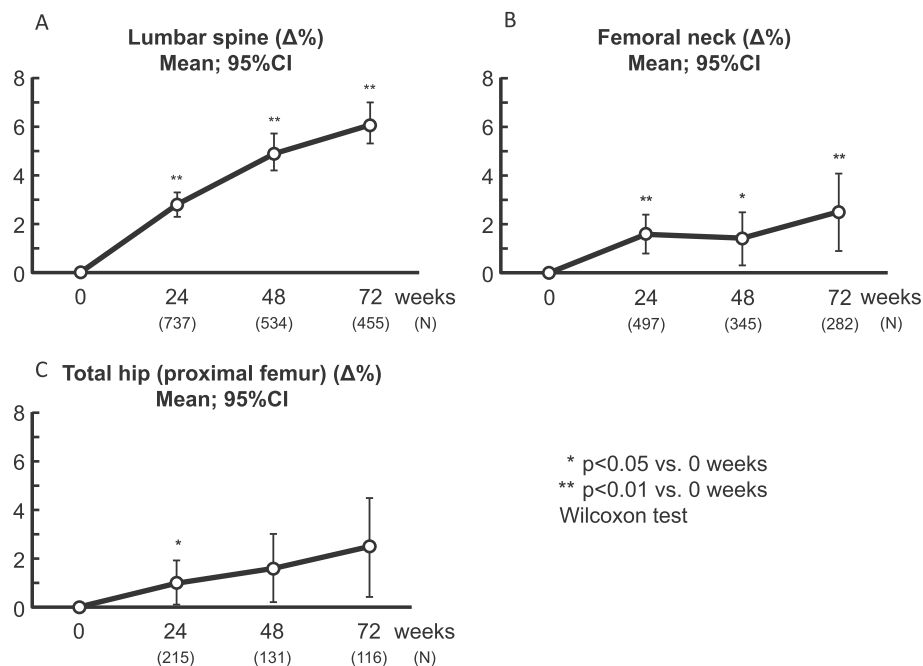 A
Lumbar spine (Δ%)
Mean; 95%CI
8
6
4
2
0
** ** **
0 24 48 72 weeks
(737) (534) (455) (N)
B
Femoral neck (Δ%)
Mean; 95%CI
8
6
4
2
0
** * **
0 24 48 72 weeks
(497) (345) (282) (N)
C Total hip (proximal femur) (Δ%)
Mean; 95%CI
8
6
4
2
0
*
0 24 48 72 weeks
(215) (131) (116) (N)
* p<0.05 vs. 0 weeks
** p<0.01 vs. 0 weeks
Wilcoxon test